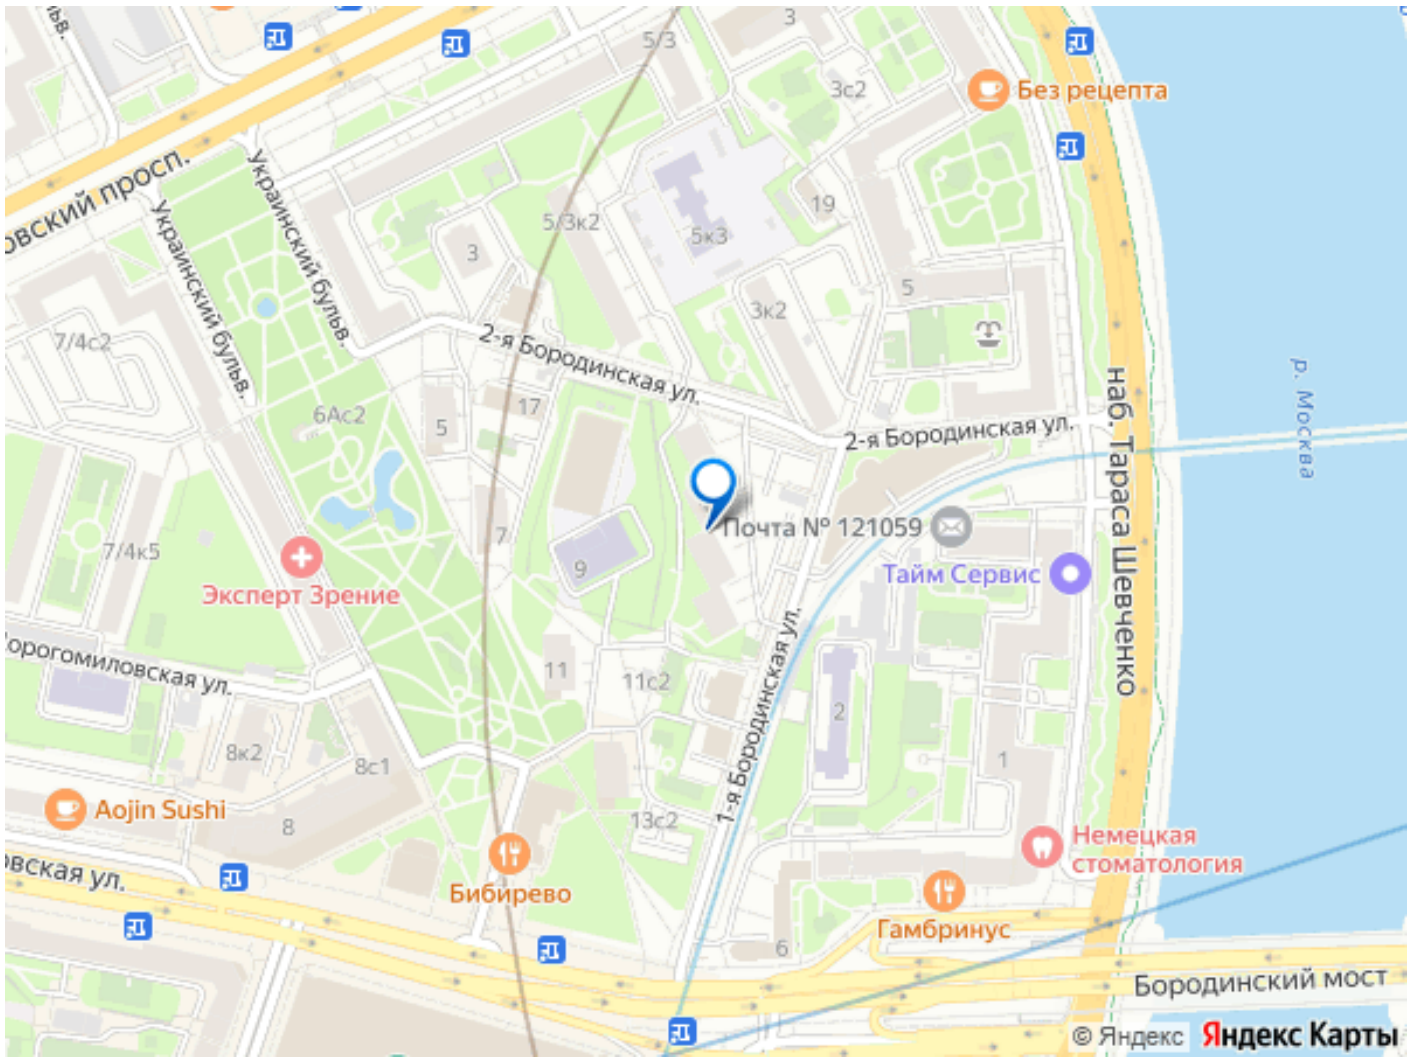 5/3
3
3с2
Без рецепта
овский просп.
Украинский бульв.
Украинский бульв.
19
5/3к2
5к3
3
5
3к2
7/4с2
2-я Бородинская ул.
р. Москва
наб. Тараса Шевченко
17
6Ас2
5
2-я Бородинская ул.
7
Почта № 121059
7/4к5
9
Тайм Сервис
Эксперт Зрение
орогомиловская ул.
11
11с2
1-я Бородинская ул.
2
8к2
8с1
1
Aojin Sushi
8
13с2
Немецкая
стоматология
овская ул.
Бибирево
Гамбринус
6
Бородинский мост
© Яндекс
Яндекс Карты